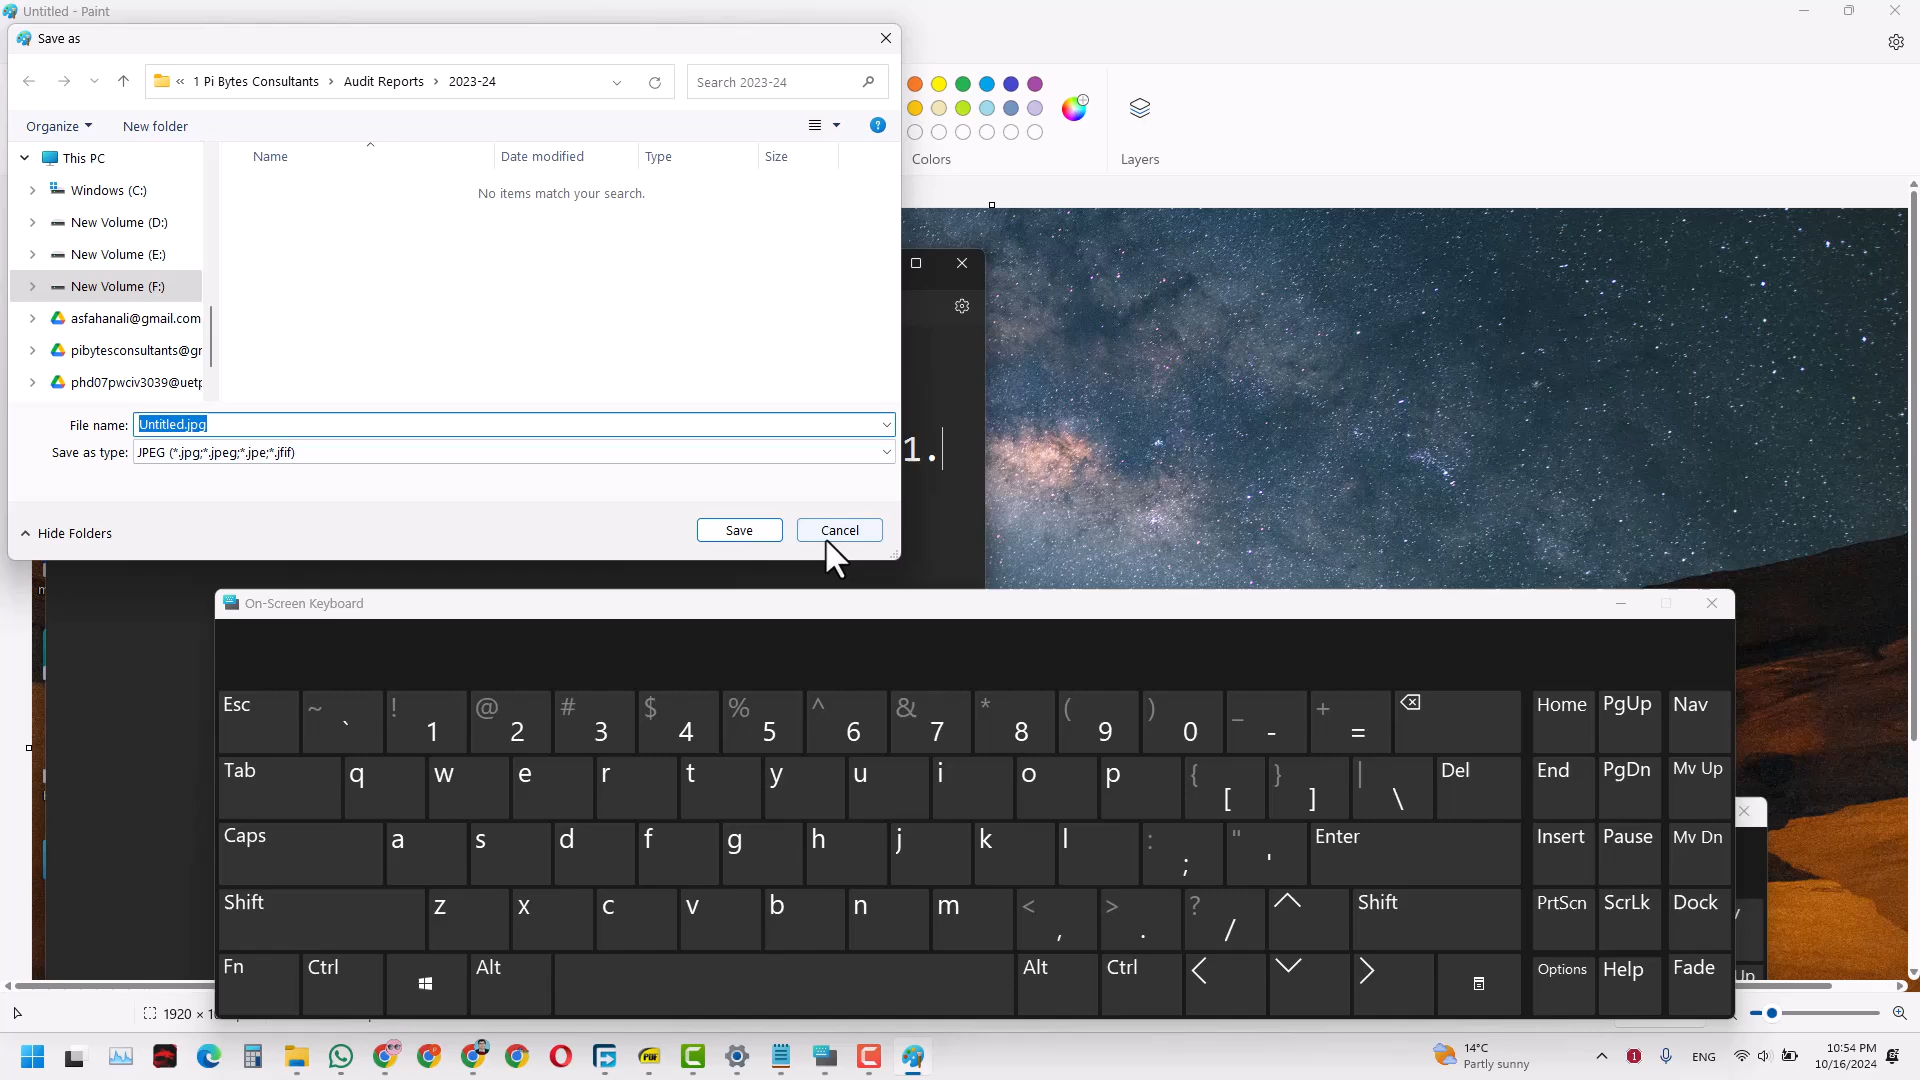 Untitled - Paint
Save as
« 1 Pi Bytes Consultants › Audit Reports › 2023-24
Search 2023-24
Organize
New folder
This PC
Windows (C:)
New Volume (D:)
New Volume (E:)
New Volume (F:)
asfahanali@gmail.com
pibytesconsultants@gr
phd07pwciv3039@uetp
Name
Date modified
Type
Size
No items match your search.
File name: Untitled.jpg
Save as type: JPEG (*.jpg;*.jpeg;*.jpe;*.jfif)
Hide Folders
Save
Cancel
Colors
Layers
1.
On-Screen Keyboard
Esc ~ ` ! 1 @ 2 # 3 $ 4 % 5 ^ 6 & 7 * 8 ( 9 ) 0 _ - + = Home PgUp Nav
Tab q w e r t y u i o p { [ } ] | \ Del End PgDn Mv Up
Caps a s d f g h j k l : ; " ' Enter Insert Pause Mv Dn
Shift z x c v b n m < , > . ? / Shift PrtScn ScrLk Dock
Fn Ctrl Alt Alt Ctrl Options Help Fade
Up
1920 ×
14°C
Partly sunny
1
ENG
10:54 PM
10/16/2024